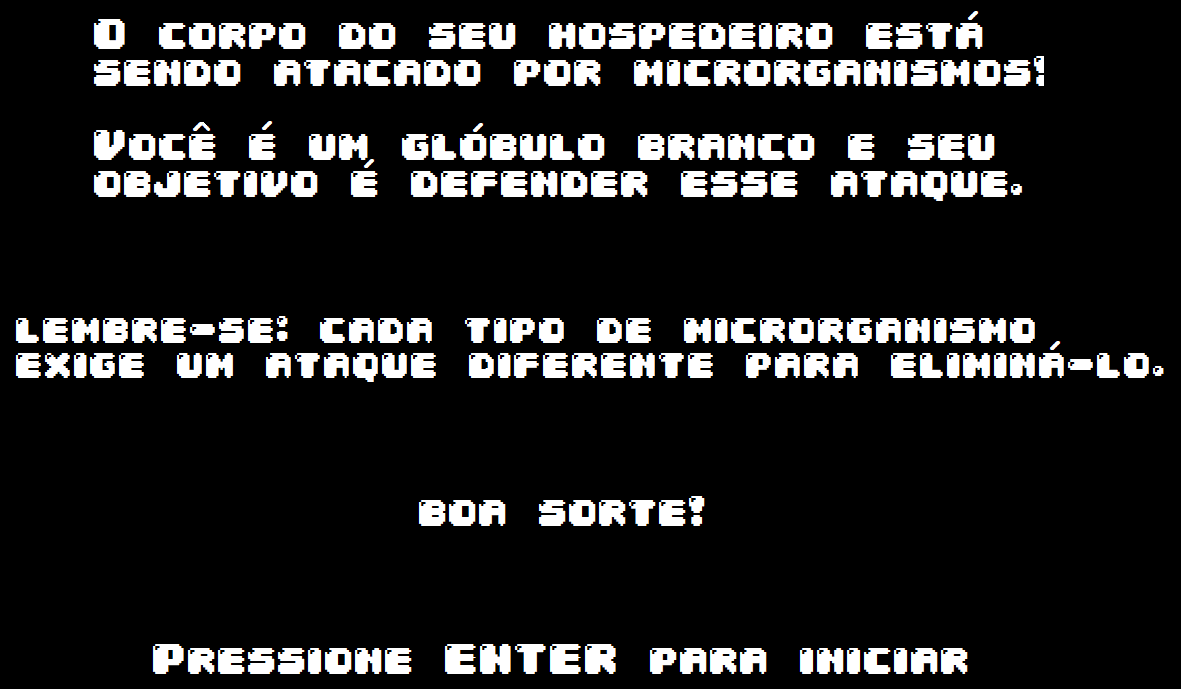 O corpo do seu hospedeiro está
sendo atacado por microrganismos!
Você é um glóbulo branco e seu
objetivo é defender esse ataque.
lembre-se: cada tipo de microrganismo
exige um ataque diferente para eliminá-lo.
boa sorte!
Pressione ENTER para iniciar